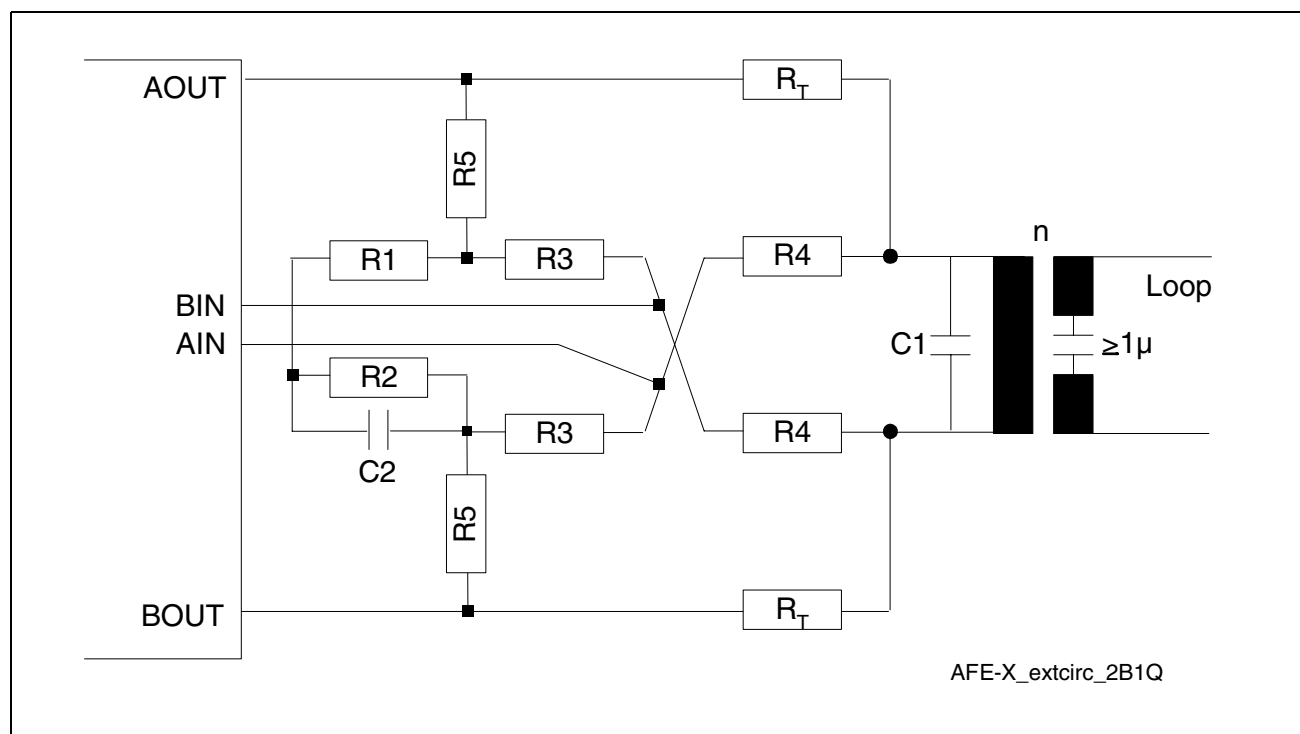 AOUT
R_T
R5
n
R1
R3
R4
Loop
BIN
AIN
C1
≥1µ
R2
R3
R4
C2
R5
BOUT
R_T
AFE-X_extcirc_2B1Q